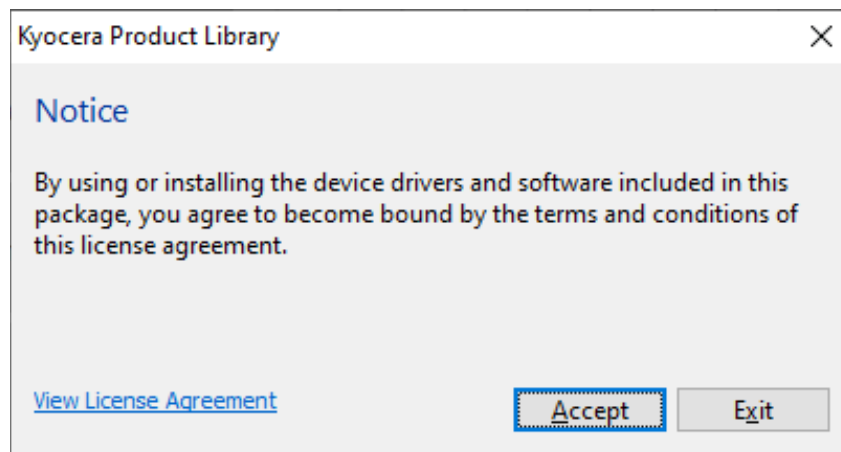 Kyocera Product Library
Notice
By using or installing the device drivers and software included in this
package, you agree to become bound by the terms and conditions of
this license agreement.
View License Agreement
Accept
Exit